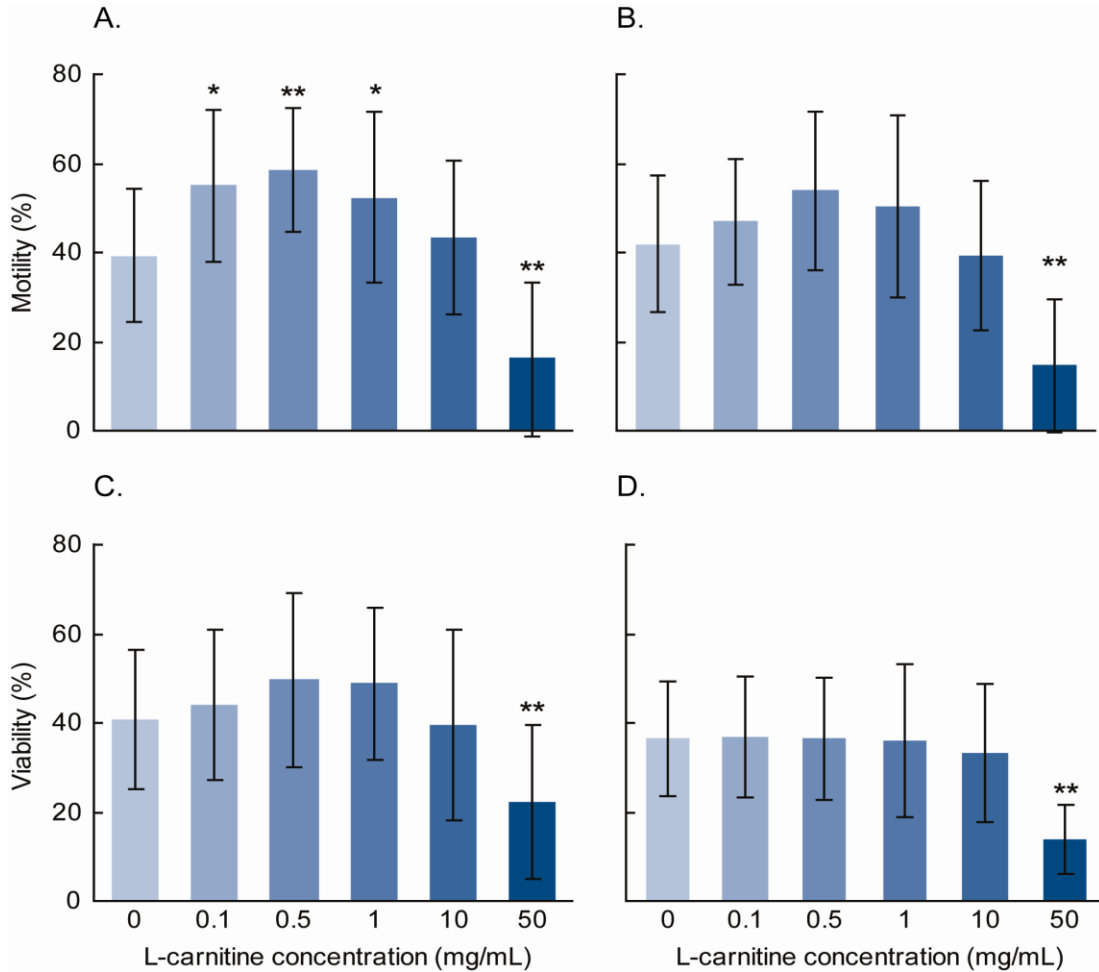 A.
Motility (%)
80
60
40
20
0
*
**
*
**
B.
**
C.
Viability (%)
80
60
40
20
0
**
0 0.1 0.5 1 10 50
L-carnitine concentration (mg/mL)
D.
**
0 0.1 0.5 1 10 50
L-carnitine concentration (mg/mL)